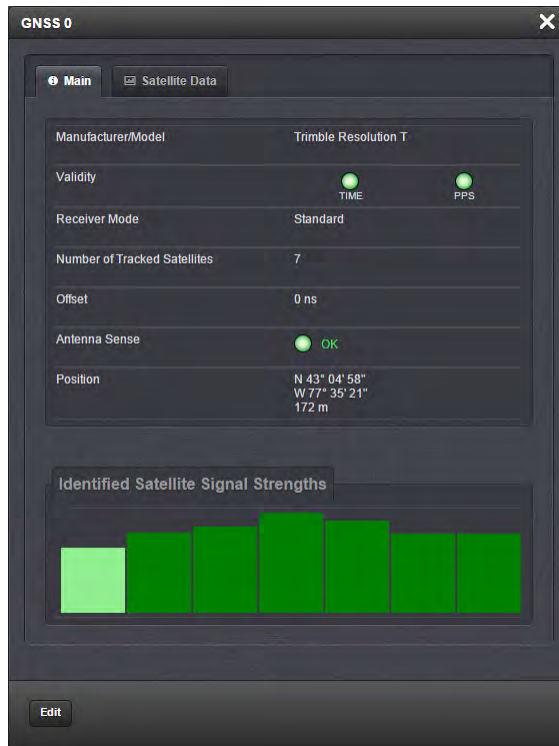 GNSS 0
Main
Satellite Data
Manufacturer/Model Trimble Resolution T
Validity
TIME PPS
Receiver Mode Standard
Number of Tracked Satellites 7
Offset 0 ns
Antenna Sense OK
Position N 43° 04' 58"
W 77° 35' 21"
172 m
Identified Satellite Signal Strengths
Edit